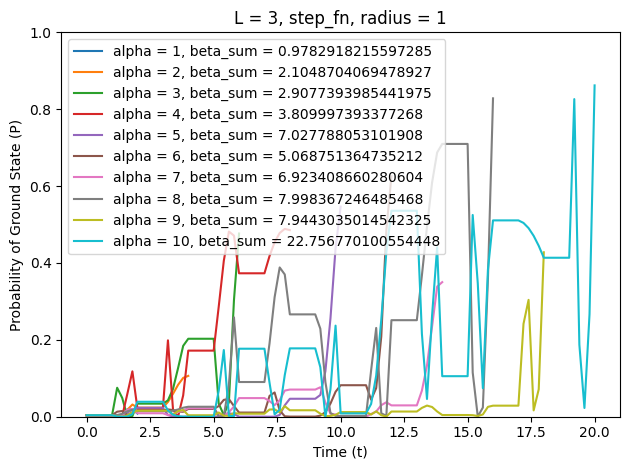 L = 3, step_fn, radius = 1
Probability of Ground State (P)
1.0
0.8
0.6
0.4
0.2
0.0
alpha = 1, beta_sum = 0.9782918215597285
alpha = 2, beta_sum = 2.1048704069478927
alpha = 3, beta_sum = 2.9077393985441975
alpha = 4, beta_sum = 3.809997393377268
alpha = 5, beta_sum = 7.027788053101908
alpha = 6, beta_sum = 5.068751364735212
alpha = 7, beta_sum = 6.923408660280604
alpha = 8, beta_sum = 7.998367246485468
alpha = 9, beta_sum = 7.9443035014542325
alpha = 10, beta_sum = 22.756770100554448
0.0 2.5 5.0 7.5 10.0 12.5 15.0 17.5 20.0
Time (t)